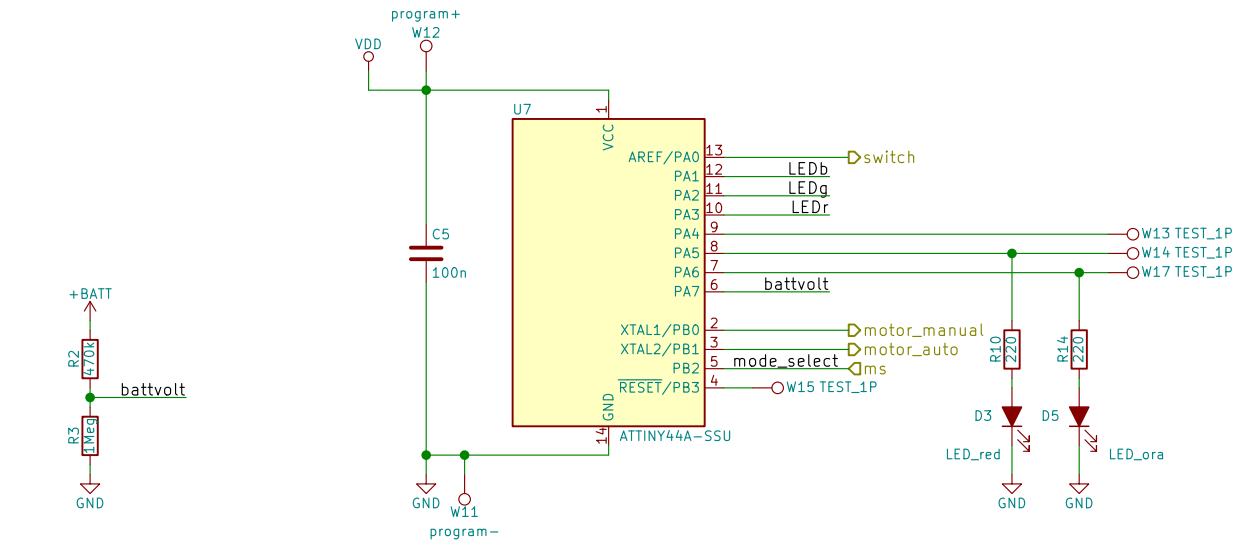 program+
W12
VDD
U7
1
VCC
AREF/PA0 13 switch
PA1 12 LEDb
PA2 11 LEDg
PA3 10 LEDr
PA4 9 W13 TEST_1P
PA5 8 W14 TEST_1P
PA6 7 W17 TEST_1P
PA7 6 battvolt
C5
100n
+BATT
R2 470k
battvolt
R3 1Meg
GND
XTAL1/PB0 2 motor_manual
XTAL2/PB1 3 motor_auto
PB2 5 mode_select ms
RESET/PB3 4 W15 TEST_1P
GND
14
ATTINY44A-SSU
R10 220
R14 220
D3
LED_red
D5
LED_ora
GND
GND
GND
W11
program-